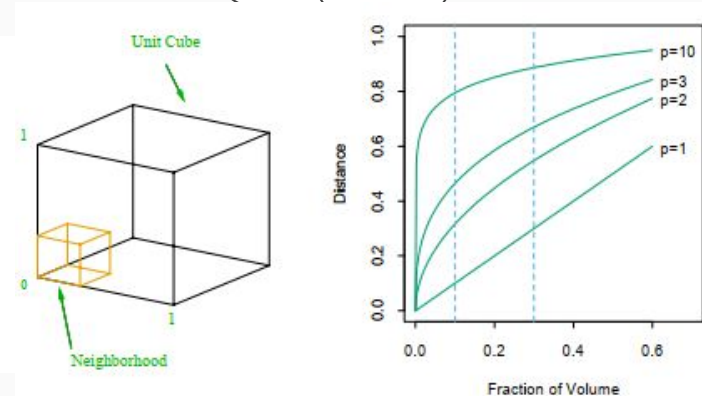 Unit Cube
1
0
1
Neighborhood
1.0
0.8
0.6
0.4
0.2
0.0
Distance
p=10
p=3
p=2
p=1
0.0 0.2 0.4 0.6
Fraction of Volume